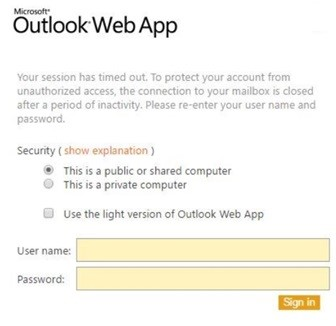 Microsoft®
Outlook Web App
Your session has timed out. To protect your account from
unauthorized access, the connection to your mailbox is closed
after a period of inactivity. Please re-enter your user name and
password.
Security ( show explanation )
This is a public or shared computer
This is a private computer
Use the light version of Outlook Web App
User name:
Password:
Sign in